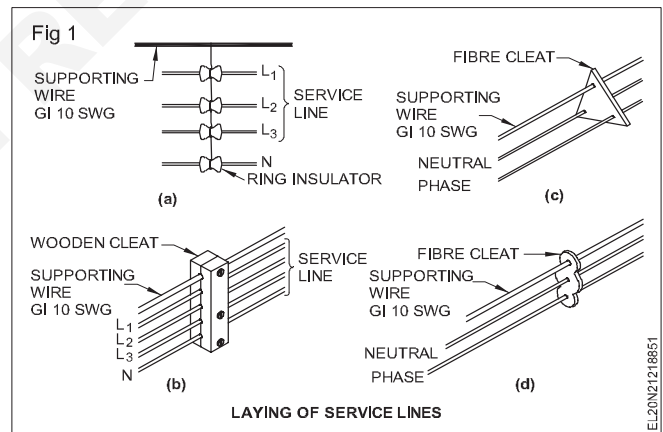 Fig 1
SUPPORTING
WIRE
GI 10 SWG
L1
L2
L3
N
SERVICE
LINE
RING INSULATOR
(a)
FIBRE CLEAT
SUPPORTING
WIRE
GI 10 SWG
NEUTRAL
PHASE
(c)
WOODEN CLEAT
SUPPORTING
WIRE
GI 10 SWG
L1
L2
L3
N
SERVICE
LINE
(b)
FIBRE CLEAT
SUPPORTING
WIRE
GI 10 SWG
NEUTRAL
PHASE
(d)
LAYING OF SERVICE LINES
EL20N21218851